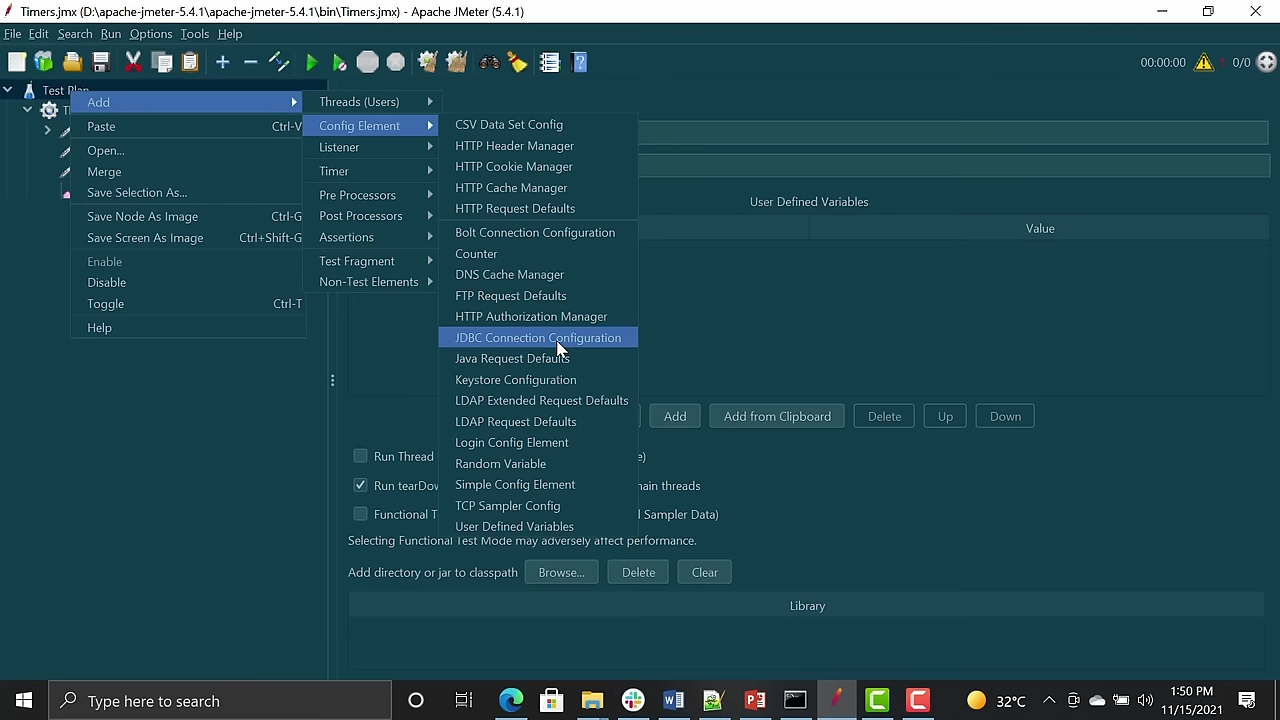 Timers.jmx (D:\apache-jmeter-5.4.1\apache-jmeter-5.4.1\bin\Timers.jmx) - Apache JMeter (5.4.1)
File Edit Search Run Options Tools Help
00:00:00 1 0/0
Test Plan
Add
Paste Ctrl-V
Open...
Merge
Save Selection As...
Save Node As Image Ctrl-G
Save Screen As Image Ctrl+Shift-G
Enable
Disable
Toggle Ctrl-T
Help
Threads (Users)
Config Element
Listener
Timer
Pre Processors
Post Processors
Assertions
Test Fragment
Non-Test Elements
CSV Data Set Config
HTTP Header Manager
HTTP Cookie Manager
HTTP Cache Manager
HTTP Request Defaults
Bolt Connection Configuration
Counter
DNS Cache Manager
FTP Request Defaults
HTTP Authorization Manager
JDBC Connection Configuration
Java Request Defaults
Keystore Configuration
LDAP Extended Request Defaults
LDAP Request Defaults
Login Config Element
Random Variable
Simple Config Element
TCP Sampler Config
User Defined Variables
User Defined Variables
Value
Add Add from Clipboard Delete Up Down
Run Thread e)
Run tearDow ain threads
Functional T Sampler Data)
Selecting Functional Test Mode may adversely affect performance.
Add directory or jar to classpath Browse... Delete Clear
Library
Type here to search
32°C
1:50 PM
11/15/2021